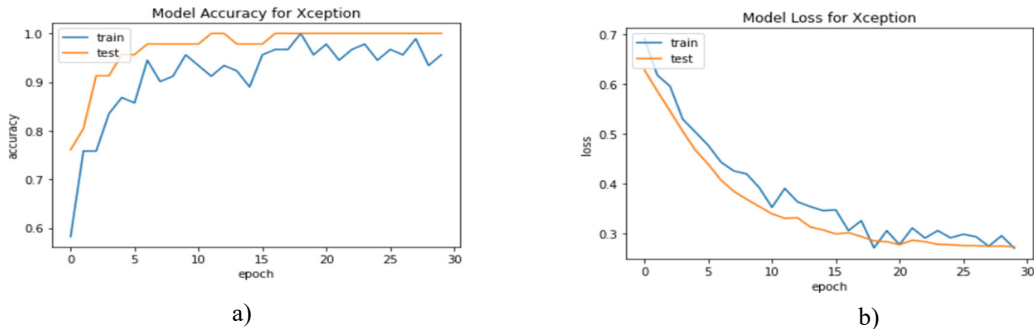 Model Accuracy for Xception
train
test
accuracy
1.0
0.9
0.8
0.7
0.6
0
5
10
15
20
25
30
epoch
a)
Model Loss for Xception
train
test
loss
0.7
0.6
0.5
0.4
0.3
0
5
10
15
20
25
30
epoch
b)